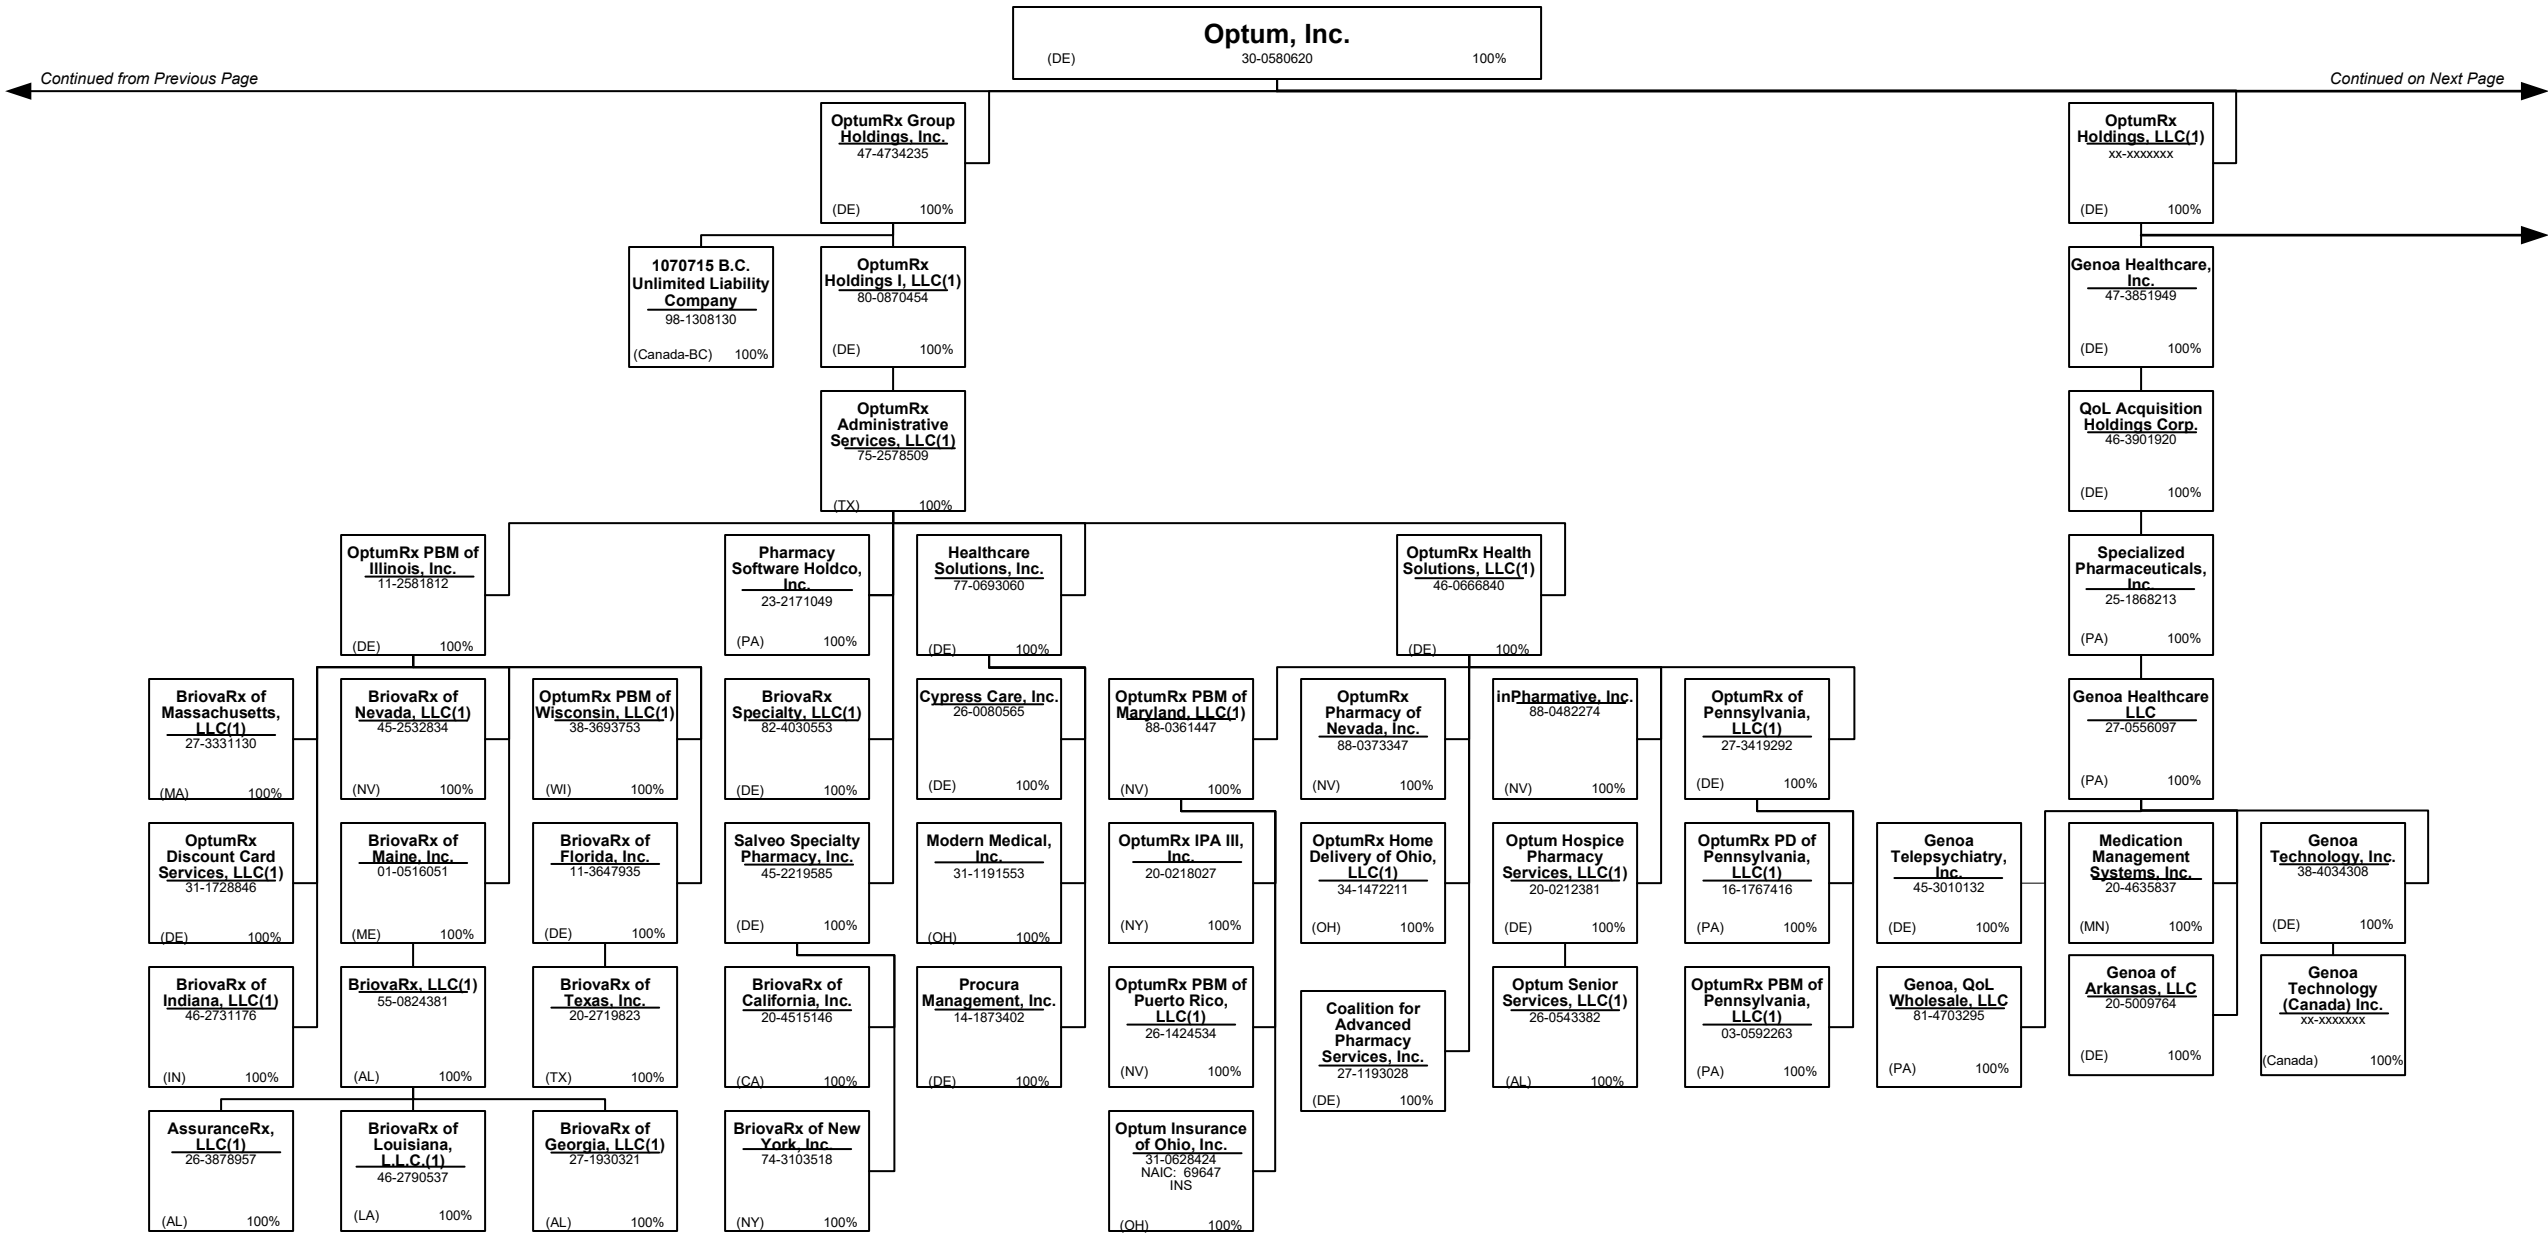 Optum, Inc.
(DE) 30-0580620 100%
Continued from Previous Page
Continued on Next Page
OptumRx Group
Holdings, Inc.
47-4734235
(DE) 100%
OptumRx
Holdings, LLC(1)
xx-xxxxxxx
(DE) 100%
1070715 B.C.
Unlimited Liability
Company
98-1308130
(Canada-BC) 100%
OptumRx
Holdings I, LLC(1)
80-0870454
(DE) 100%
Genoa Healthcare,
Inc.
47-3851949
(DE) 100%
OptumRx
Administrative
Services, LLC(1)
75-2578509
(TX) 100%
QoL Acquisition
Holdings Corp.
46-3901920
(DE) 100%
OptumRx PBM of
Illinois, Inc.
11-2581812
(DE) 100%
Pharmacy
Software Holdco,
Inc.
23-2171049
(PA) 100%
Healthcare
Solutions, Inc.
77-0693060
(DE) 100%
OptumRx Health
Solutions, LLC(1)
46-0666840
(DE) 100%
Specialized
Pharmaceuticals,
Inc.
25-1868213
(PA) 100%
BriovaRx of
Massachusetts,
LLC(1)
27-3331130
(MA) 100%
BriovaRx of
Nevada, LLC(1)
45-2532834
(NV) 100%
OptumRx PBM of
Wisconsin, LLC(1)
38-3693753
(WI) 100%
BriovaRx
Specialty, LLC(1)
82-4030553
(DE) 100%
Cypress Care, Inc.
26-0080565
(DE) 100%
OptumRx PBM of
Maryland, LLC(1)
88-0361447
(NV) 100%
OptumRx
Pharmacy of
Nevada, Inc.
88-0373347
(NV) 100%
inPharmative, Inc.
88-0482274
(NV) 100%
OptumRx of
Pennsylvania,
LLC(1)
27-3419292
(DE) 100%
Genoa Healthcare
LLC
27-0556097
(PA) 100%
OptumRx
Discount Card
Services, LLC(1)
31-1728846
(DE) 100%
BriovaRx of
Maine, Inc.
01-0516051
(ME) 100%
BriovaRx of
Florida, Inc.
11-3647935
(DE) 100%
Salveo Specialty
Pharmacy, Inc.
45-2219585
(DE) 100%
Modern Medical,
Inc.
31-1191553
(OH) 100%
OptumRx IPA III,
Inc.
20-0218027
(NY) 100%
OptumRx Home
Delivery of Ohio,
LLC(1)
34-1472211
(OH) 100%
Optum Hospice
Pharmacy
Services, LLC(1)
20-0212381
(DE) 100%
OptumRx PD of
Pennsylvania,
LLC(1)
16-1767416
(PA) 100%
Genoa
Telepsychiatry,
Inc.
45-3010132
(DE) 100%
Medication
Management
Systems, Inc.
20-4635837
(MN) 100%
Genoa
Technology, Inc.
38-4034308
(DE) 100%
BriovaRx of
Indiana, LLC(1)
46-2731176
(IN) 100%
BriovaRx, LLC(1)
55-0824381
(AL) 100%
BriovaRx of
Texas, Inc.
20-2719823
(TX) 100%
BriovaRx of
California, Inc.
20-4515146
(CA) 100%
Procura
Management, Inc.
14-1873402
(DE) 100%
OptumRx PBM of
Puerto Rico,
LLC(1)
26-1424534
(NV) 100%
Coalition for
Advanced
Pharmacy
Services, Inc.
27-1193028
(DE) 100%
Optum Senior
Services, LLC(1)
26-0543382
(AL) 100%
OptumRx PBM of
Pennsylvania,
LLC(1)
03-0592263
(PA) 100%
Genoa, QoL
Wholesale, LLC
81-4703295
(PA) 100%
Genoa of
Arkansas, LLC
20-5009764
(DE) 100%
Genoa
Technology
(Canada) Inc.
xx-xxxxxxx
(Canada) 100%
AssuranceRx,
LLC(1)
26-3878957
(AL) 100%
BriovaRx of
Louisiana,
L.L.C.(1)
46-2790537
(LA) 100%
BriovaRx of
Georgia, LLC(1)
27-1930321
(AL) 100%
BriovaRx of New
York, Inc.
74-3103518
(NY) 100%
Optum Insurance
of Ohio, Inc.
31-0628424
NAIC: 69647
INS
(OH) 100%